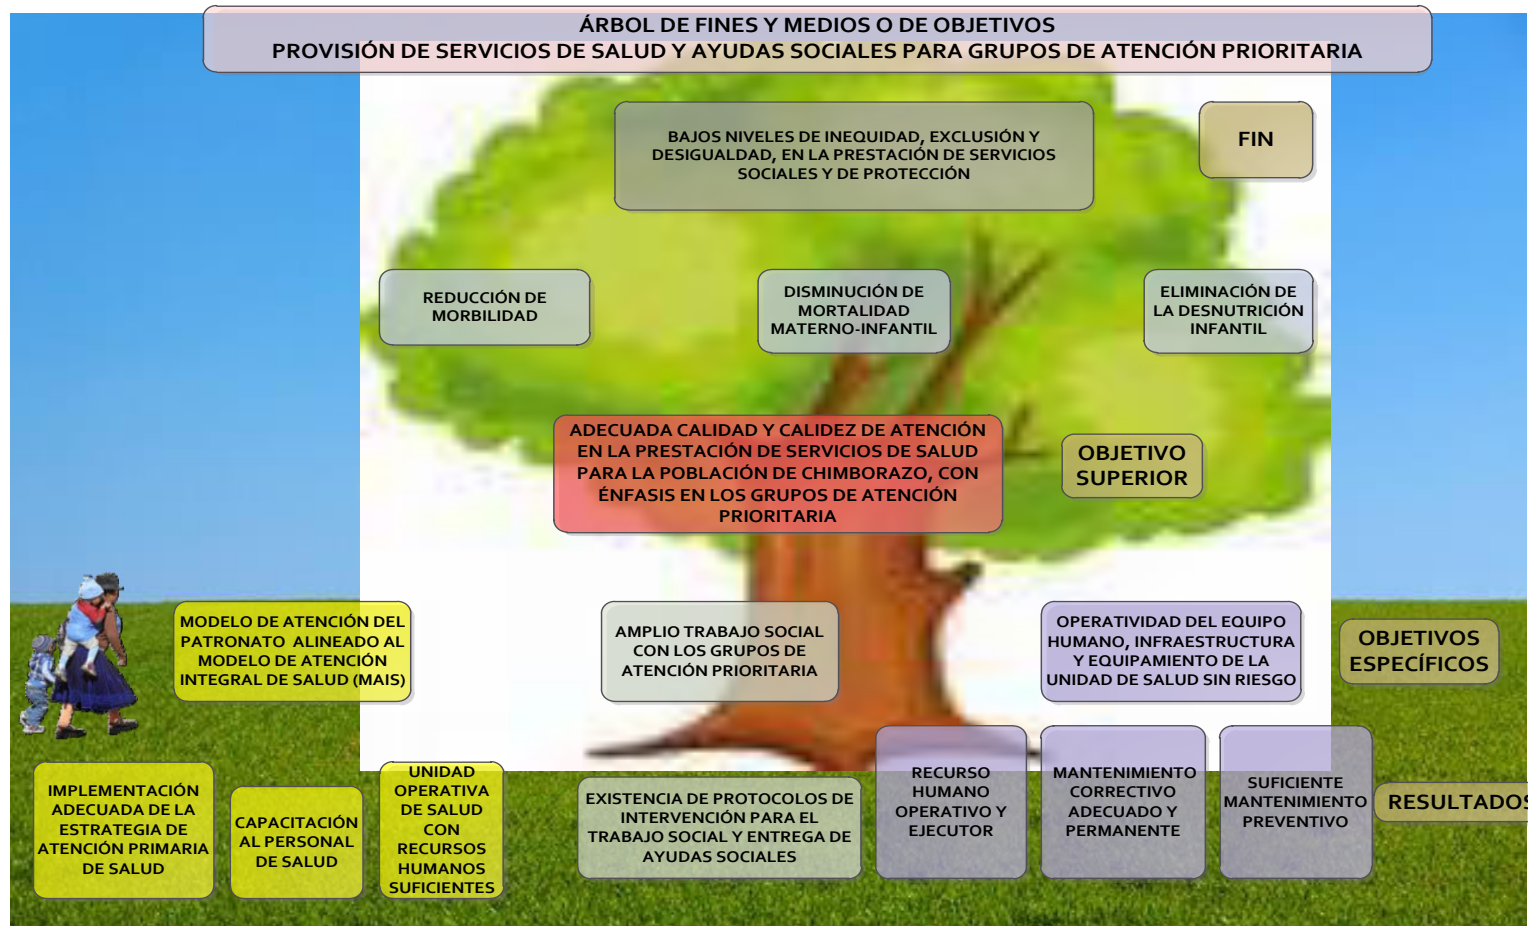 ÁRBOL DE FINES Y MEDIOS O DE OBJETIVOS
PROVISIÓN DE SERVICIOS DE SALUD Y AYUDAS SOCIALES PARA GRUPOS DE ATENCIÓN PRIORITARIA
BAJOS NIVELES DE INEQUIDAD, EXCLUSIÓN Y
DESIGUALDAD, EN LA PRESTACIÓN DE SERVICIOS
SOCIALES Y DE PROTECCIÓN
FIN
REDUCCIÓN DE
MORBILIDAD
DISMINUCIÓN DE
MORTALIDAD
MATERNO-INFANTIL
ELIMINACIÓN DE
LA DESNUTRICIÓN
INFANTIL
ADECUADA CALIDAD Y CALIDEZ DE ATENCIÓN
EN LA PRESTACIÓN DE SERVICIOS DE SALUD
PARA LA POBLACIÓN DE CHIMBORAZO, CON
ÉNFASIS EN LOS GRUPOS DE ATENCIÓN
PRIORITARIA
OBJETIVO
SUPERIOR
MODELO DE ATENCIÓN DEL
PATRONATO ALINEADO AL
MODELO DE ATENCIÓN
INTEGRAL DE SALUD (MAIS)
AMPLIO TRABAJO SOCIAL
CON LOS GRUPOS DE
ATENCIÓN PRIORITARIA
OPERATIVIDAD DEL EQUIPO
HUMANO, INFRAESTRUCTURA
Y EQUIPAMIENTO DE LA
UNIDAD DE SALUD SIN RIESGO
OBJETIVOS
ESPECÍFICOS
IMPLEMENTACIÓN
ADECUADA DE LA
ESTRATEGIA DE
ATENCIÓN PRIMARIA
DE SALUD
CAPACITACIÓN
AL PERSONAL
DE SALUD
UNIDAD
OPERATIVA
DE SALUD
CON
RECURSOS
HUMANOS
SUFICIENTES
EXISTENCIA DE PROTOCOLOS DE
INTERVENCIÓN PARA EL
TRABAJO SOCIAL Y ENTREGA DE
AYUDAS SOCIALES
RECURSO
HUMANO
OPERATIVO Y
EJECUTOR
MANTENIMIENTO
CORRECTIVO
ADECUADO Y
PERMANENTE
SUFICIENTE
MANTENIMIENTO
PREVENTIVO
RESULTADOS